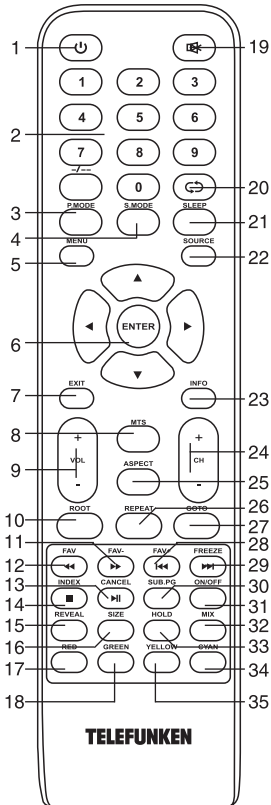 1 19
1 2 3
2
4 5 6
7 8 9
-/--
0 20
3 P.MODE S.MODE SLEEP 21
4
MENU SOURCE 22
5
ENTER
6
EXIT INFO
7 23
8 MTS
+ +
VOL CH 24
9 ASPECT 25
- -
26
10 ROOT REPEAT GOTO 27
11 28
FAV FAV- FAV+ FREEZE
12 29
13 INDEX CANCEL SUB.PG ON/OFF 30
14 31
15 REVEAL SIZE HOLD MIX 32
16 33
17 RED GREEN YELLOW CYAN 34
18 35
TELEFUNKEN